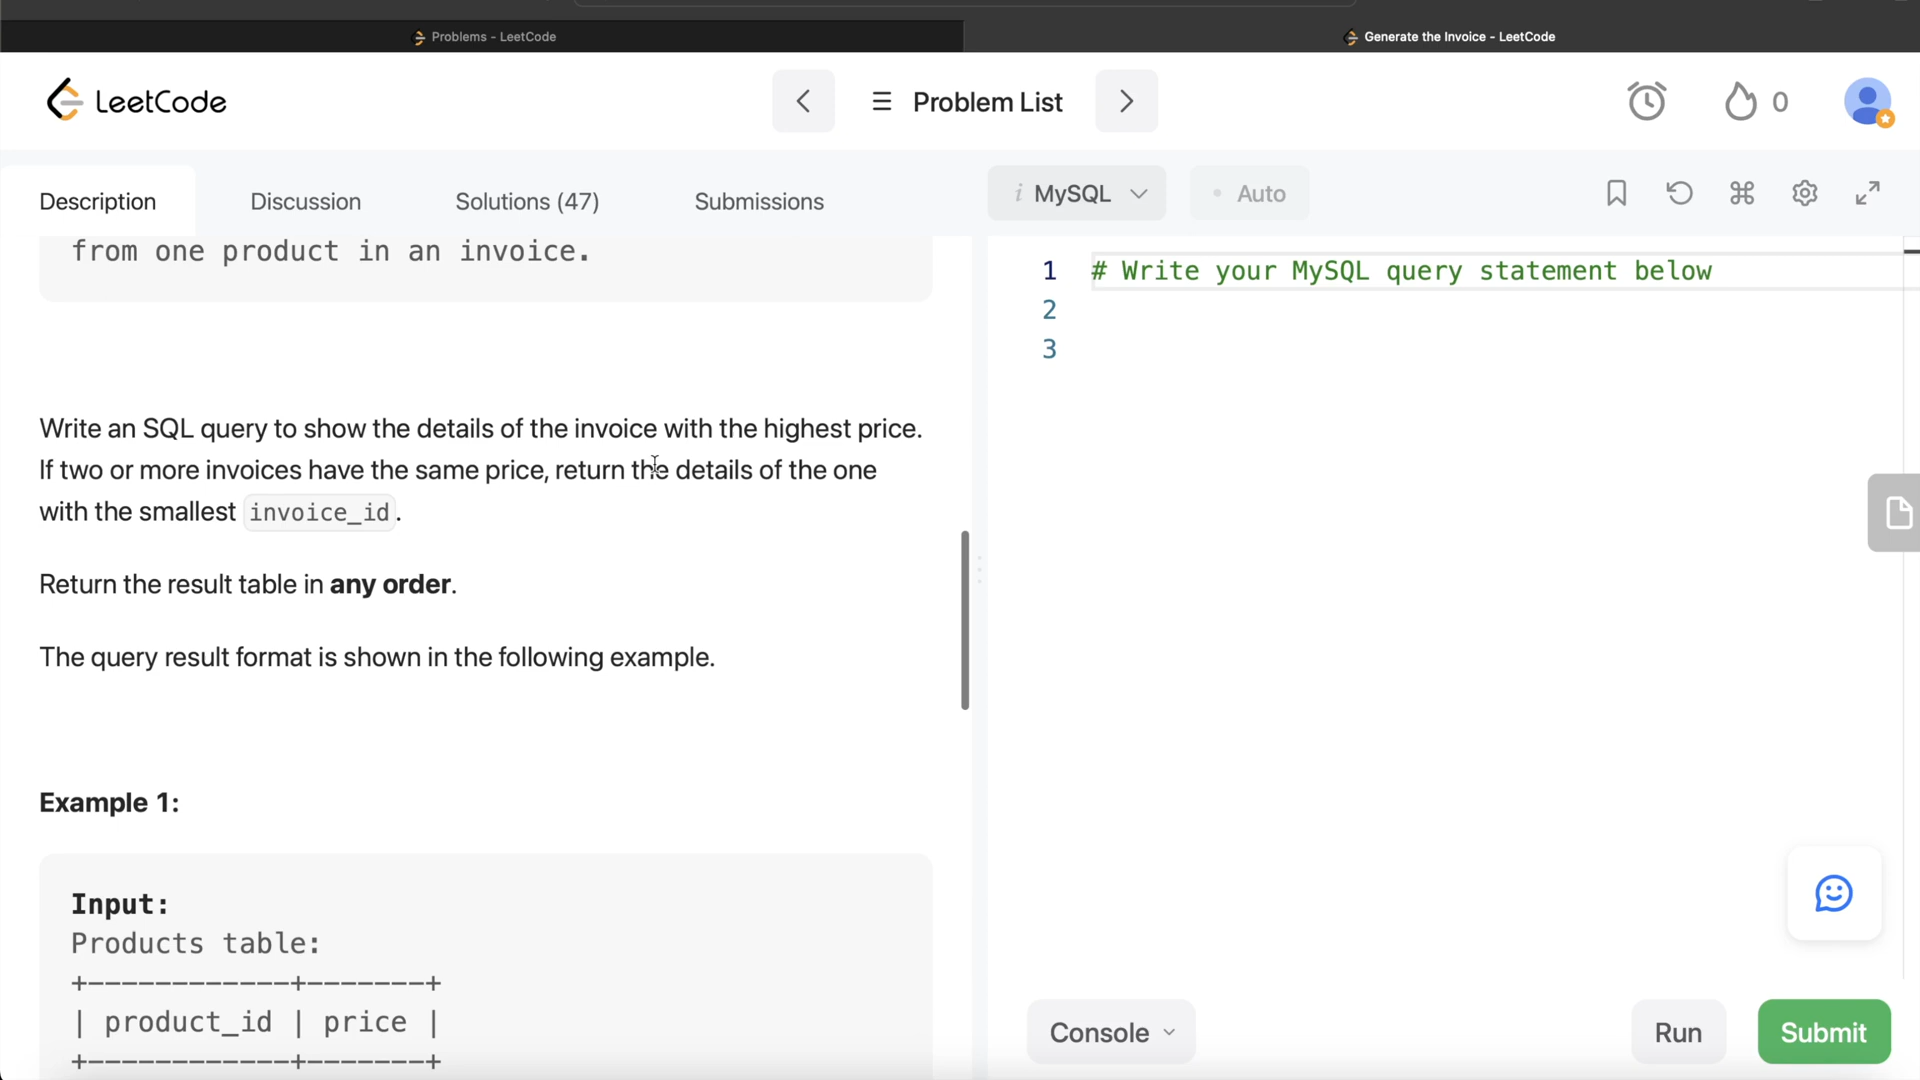 Problems - LeetCode
Generate the Invoice - LeetCode
LeetCode
Problem List
0
Description
Discussion
Solutions (47)
Submissions
i MySQL
Auto
from one product in an invoice.
Write an SQL query to show the details of the invoice with the highest price.
If two or more invoices have the same price, return the details of the one
with the smallest invoice_id.
Return the result table in any order.
The query result format is shown in the following example.
Example 1:
Input:
Products table:
+------------+-------+
| product_id | price |
+------------+-------+
1 # Write your MySQL query statement below
2
3
Console
Run
Submit